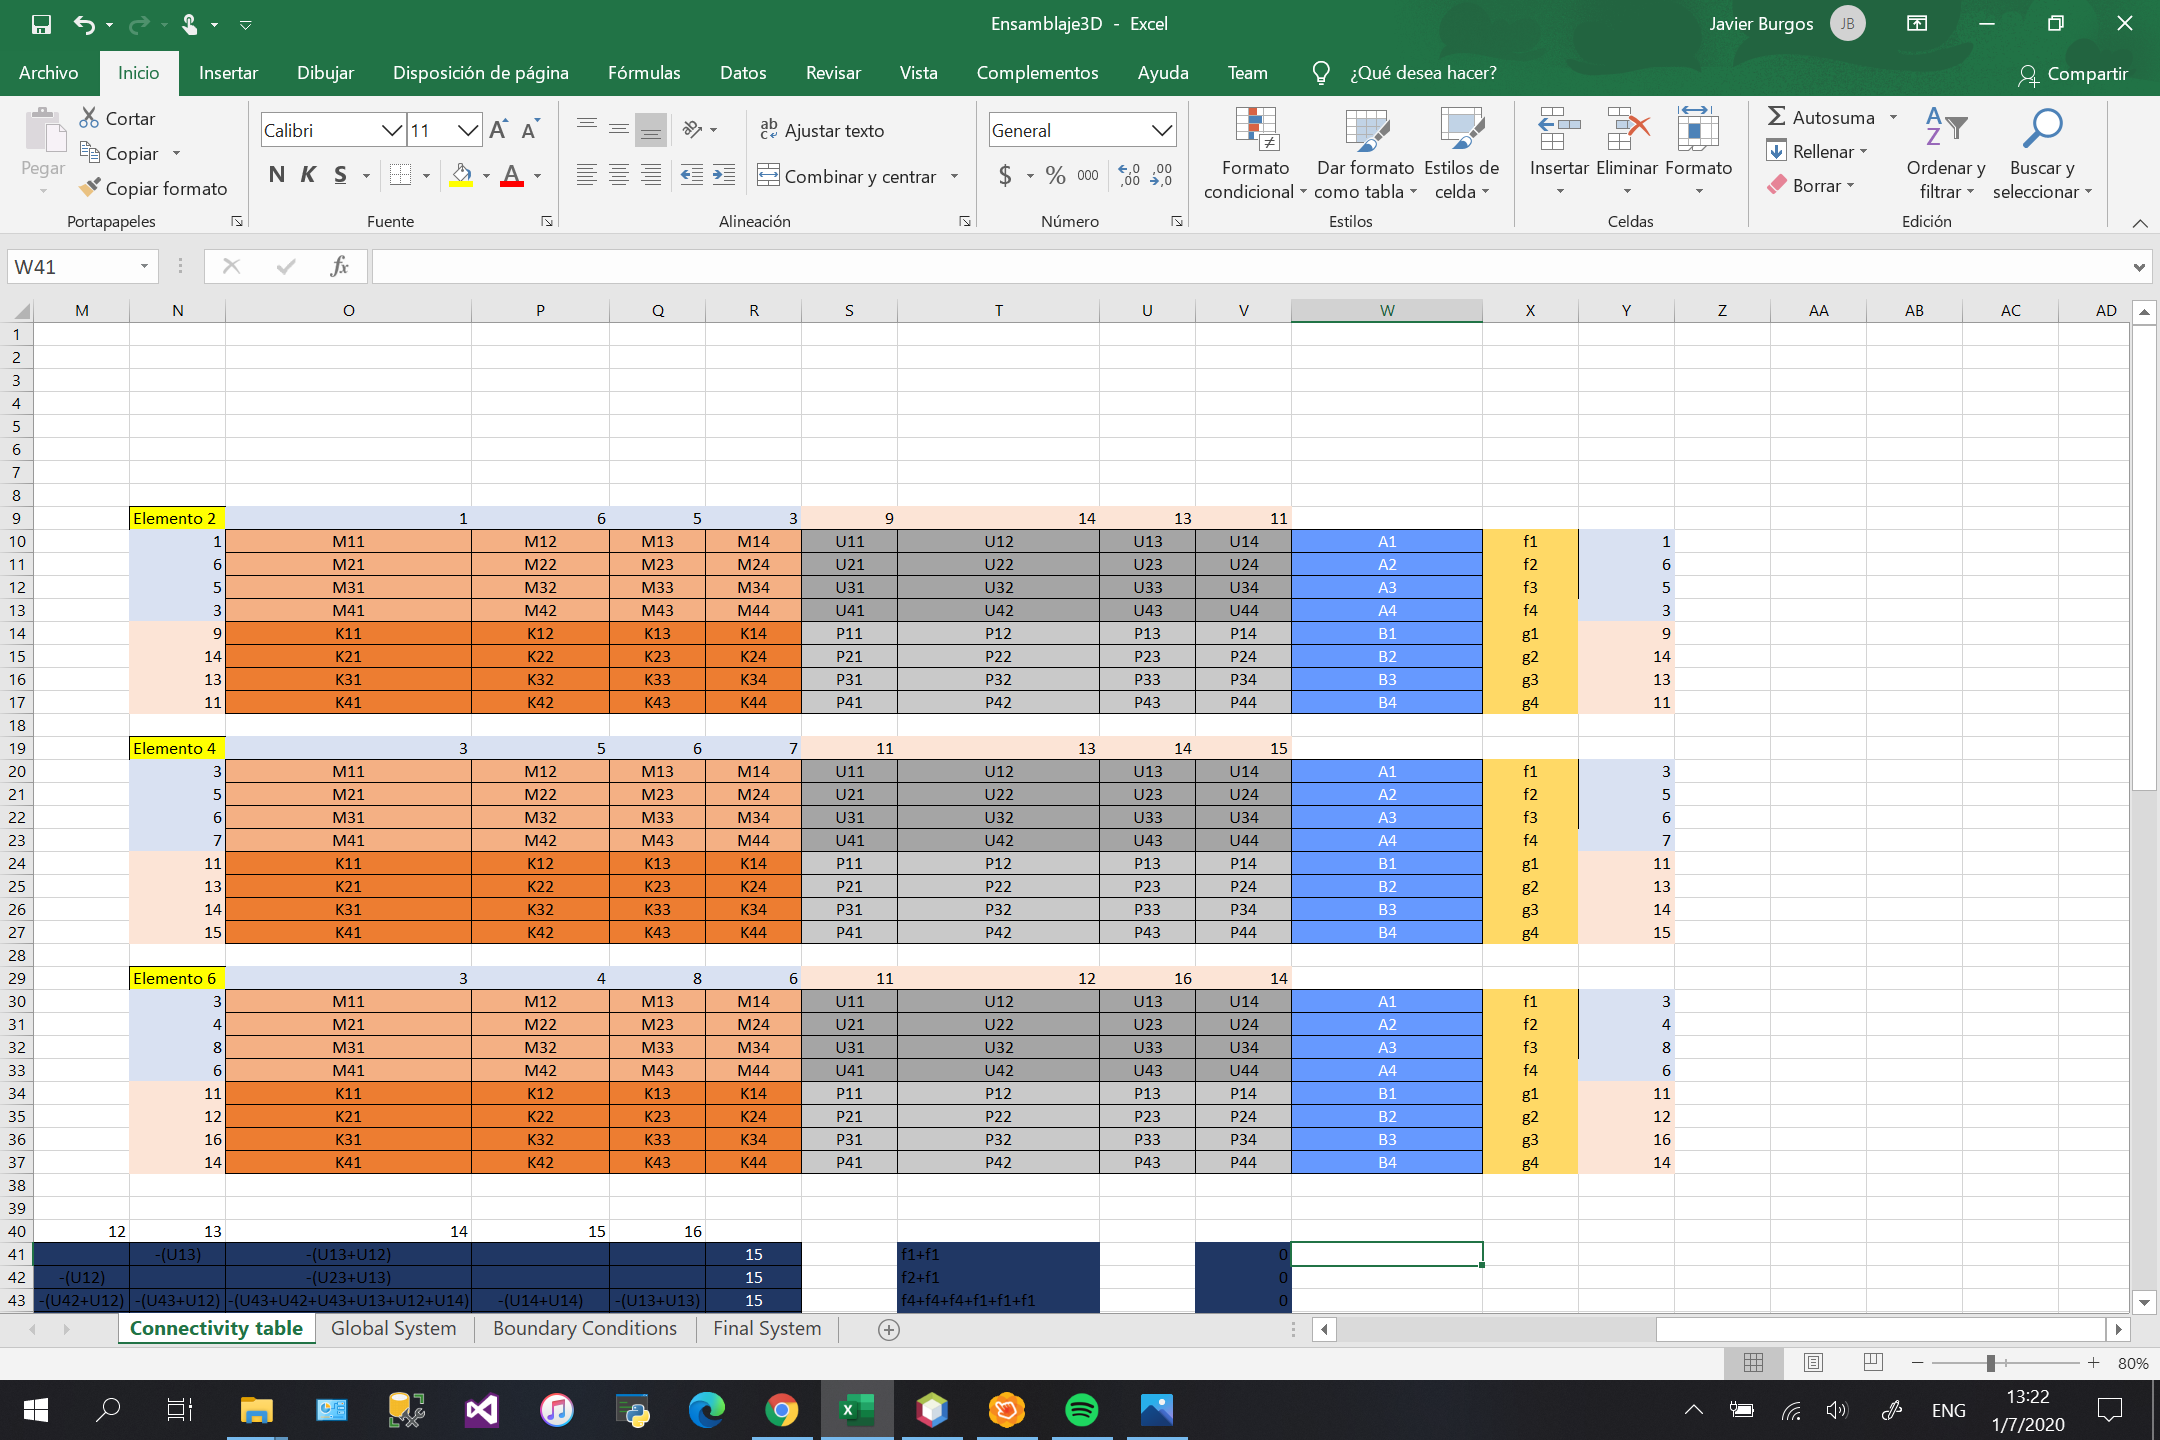 Ensamblaje3D - Excel
Javier Burgos JB
Archivo Inicio Insertar Dibujar Disposición de página Fórmulas Datos Revisar Vista Complementos Ayuda Team ¿Qué desea hacer? Compartir
Pegar
Cortar
Copiar
Copiar formato
Portapapeles
Calibri 11
N K S
Fuente
Ajustar texto
Combinar y centrar
Alineación
General
$ % 000
Número
Formato condicional
Dar formato como tabla
Estilos de celda
Estilos
Insertar Eliminar Formato
Celdas
Autosuma
Rellenar
Borrar
Ordenar y filtrar
Buscar y seleccionar
Edición
W41 fx
M N O P Q R S T U V W X Y Z AA AB AC AD
1
2
3
4
5
6
7
8
9 Elemento 2 1 6 5 3 9 14 13 11
10 1 M11 M12 M13 M14 U11 U12 U13 U14 A1 f1 1
11 6 M21 M22 M23 M24 U21 U22 U23 U24 A2 f2 6
12 5 M31 M32 M33 M34 U31 U32 U33 U34 A3 f3 5
13 3 M41 M42 M43 M44 U41 U42 U43 U44 A4 f4 3
14 9 K11 K12 K13 K14 P11 P12 P13 P14 B1 g1 9
15 14 K21 K22 K23 K24 P21 P22 P23 P24 B2 g2 14
16 13 K31 K32 K33 K34 P31 P32 P33 P34 B3 g3 13
17 11 K41 K42 K43 K44 P41 P42 P43 P44 B4 g4 11
18
19 Elemento 4 3 5 6 7 11 13 14 15
20 3 M11 M12 M13 M14 U11 U12 U13 U14 A1 f1 3
21 5 M21 M22 M23 M24 U21 U22 U23 U24 A2 f2 5
22 6 M31 M32 M33 M34 U31 U32 U33 U34 A3 f3 6
23 7 M41 M42 M43 M44 U41 U42 U43 U44 A4 f4 7
24 11 K11 K12 K13 K14 P11 P12 P13 P14 B1 g1 11
25 13 K21 K22 K23 K24 P21 P22 P23 P24 B2 g2 13
26 14 K31 K32 K33 K34 P31 P32 P33 P34 B3 g3 14
27 15 K41 K42 K43 K44 P41 P42 P43 P44 B4 g4 15
28
29 Elemento 6 3 4 8 6 11 12 16 14
30 3 M11 M12 M13 M14 U11 U12 U13 U14 A1 f1 3
31 4 M21 M22 M23 M24 U21 U22 U23 U24 A2 f2 4
32 8 M31 M32 M33 M34 U31 U32 U33 U34 A3 f3 8
33 6 M41 M42 M43 M44 U41 U42 U43 U44 A4 f4 6
34 11 K11 K12 K13 K14 P11 P12 P13 P14 B1 g1 11
35 12 K21 K22 K23 K24 P21 P22 P23 P24 B2 g2 12
36 16 K31 K32 K33 K34 P31 P32 P33 P34 B3 g3 16
37 14 K41 K42 K43 K44 P41 P42 P43 P44 B4 g4 14
38
39
40 12 13 14 15 16
41 -(U13) -(U13+U12) 15 f1+f1 0
42 -(U12) -(U23+U13) 15 f2+f1 0
43 -(U42+U12) -(U43+U12) -(U43+U42+U43+U13+U12+U14) -(U14+U14) -(U13+U13) 15 f4+f4+f4+f1+f1+f1 0
Connectivity table Global System Boundary Conditions Final System
80%
ENG
13:22
1/7/2020